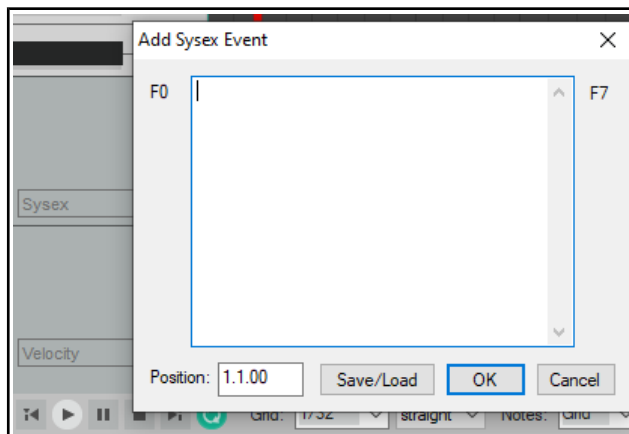 Add Sysex Event
F0
F7
Sysex
Velocity
Position: 1.1.00 Save/Load OK Cancel
Grid: 1/32 straight Notes: Grid